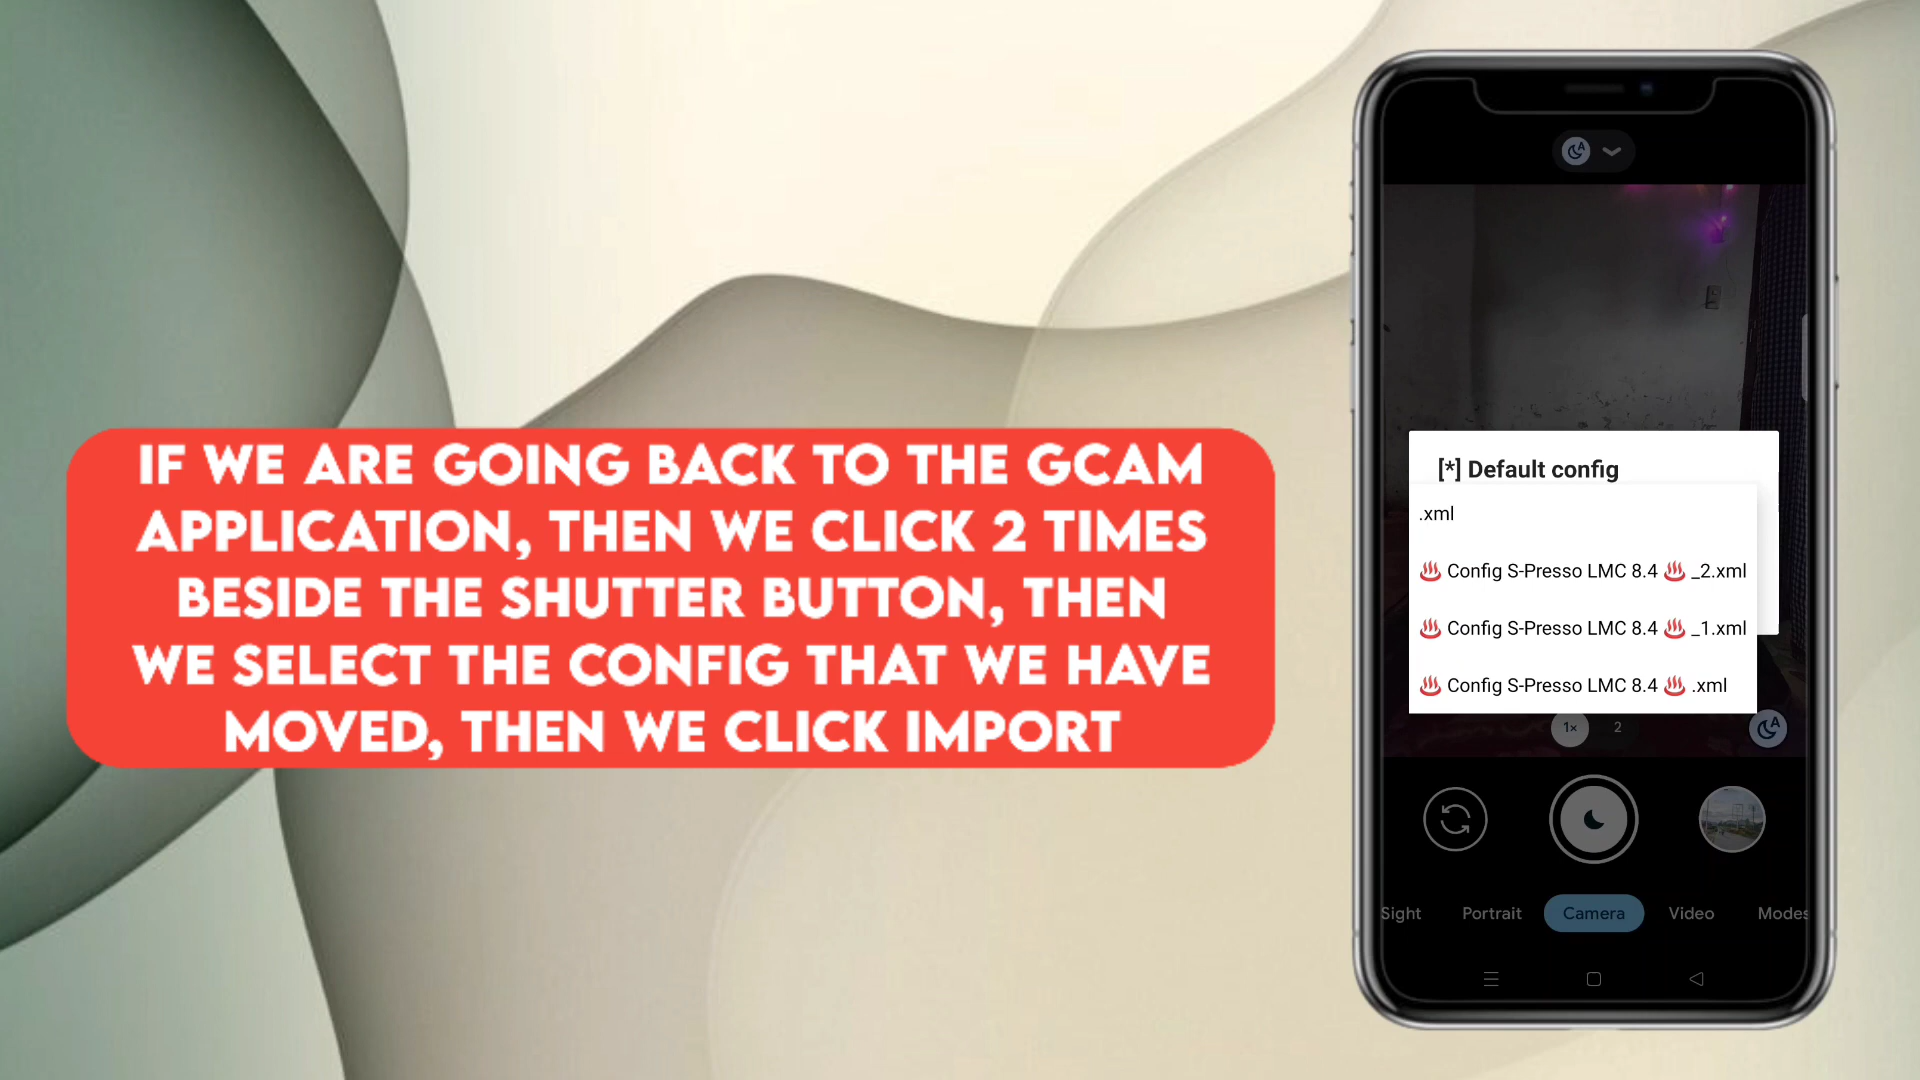 IF WE ARE GOING BACK TO THE GCAM
APPLICATION, THEN WE CLICK 2 TIMES
BESIDE THE SHUTTER BUTTON, THEN
WE SELECT THE CONFIG THAT WE HAVE
MOVED, THEN WE CLICK IMPORT
[*] Default config
.xml
♨ Config S-Presso LMC 8.4 ♨ _2.xml
♨ Config S-Presso LMC 8.4 ♨ _1.xml
♨ Config S-Presso LMC 8.4 ♨ .xml
1× 2
Sight Portrait Camera Video Modes